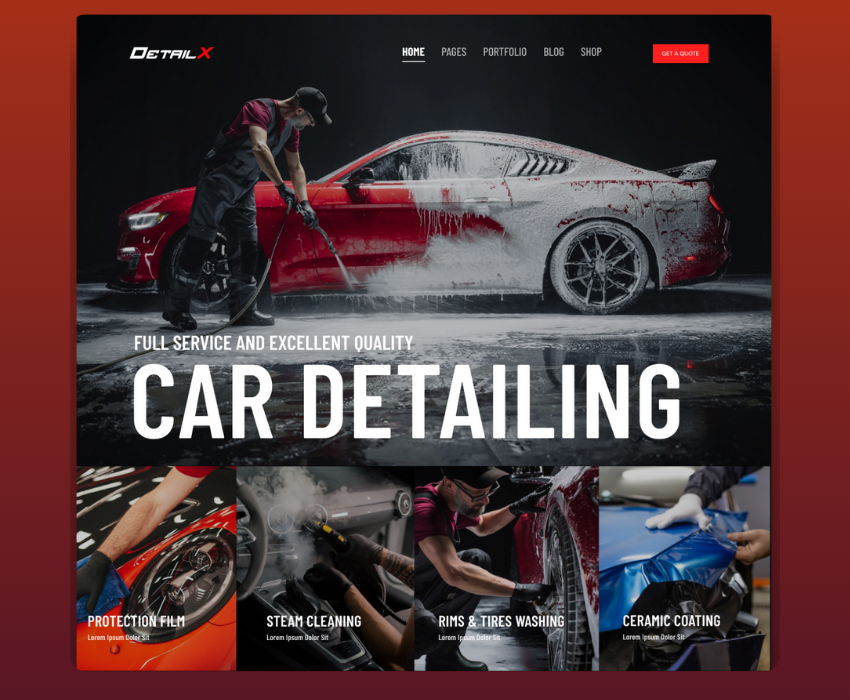 DETAILX
HOME PAGES PORTFOLIO BLOG SHOP
GET A QUOTE
FULL SERVICE AND EXCELLENT QUALITY
CAR DETAILING
PROTECTION FILM
Lorem Ipsum Dolor Sit
STEAM CLEANING
Lorem Ipsum Dolor Sit
RIMS & TIRES WASHING
Lorem Ipsum Dolor Sit
CERAMIC COATING
Lorem Ipsum Dolor Sit